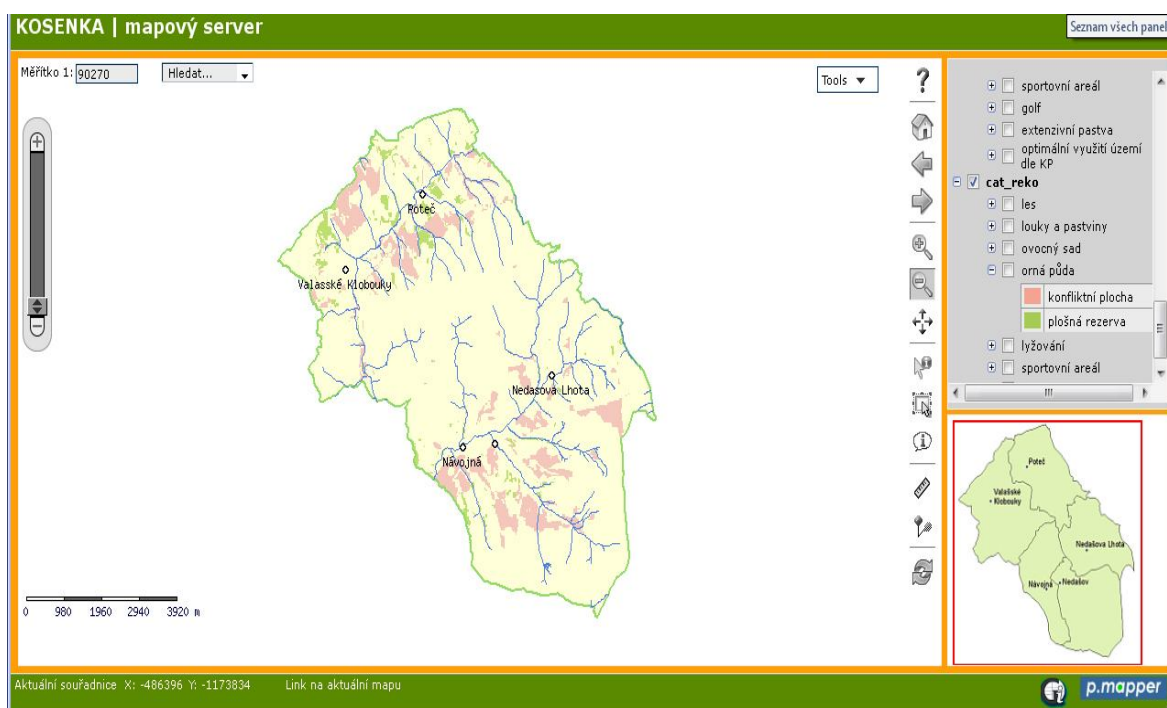 KOSENKA | mapový server
Seznam všech panel
Měřítko 1: 90270
Hledat...
Tools
Poteč
Valasské Klobouky
Nedasova Lhota
Návojná
0 980 1960 2940 3920 m
sportovní areál
golf
extenzivní pastva
optimální využití území
dle KP
cat_reko
les
louky a pastviny
ovocný sad
orná půda
konfliktní plocha
plošná rezerva
lyžování
sportovní areál
Poteč
Valašské
Klobouky
Nedašova Lhota
Návojná
Nedašov
Aktuální souřadnice X: -486396 Y: -1173834
Link na aktuální mapu
p.mapper